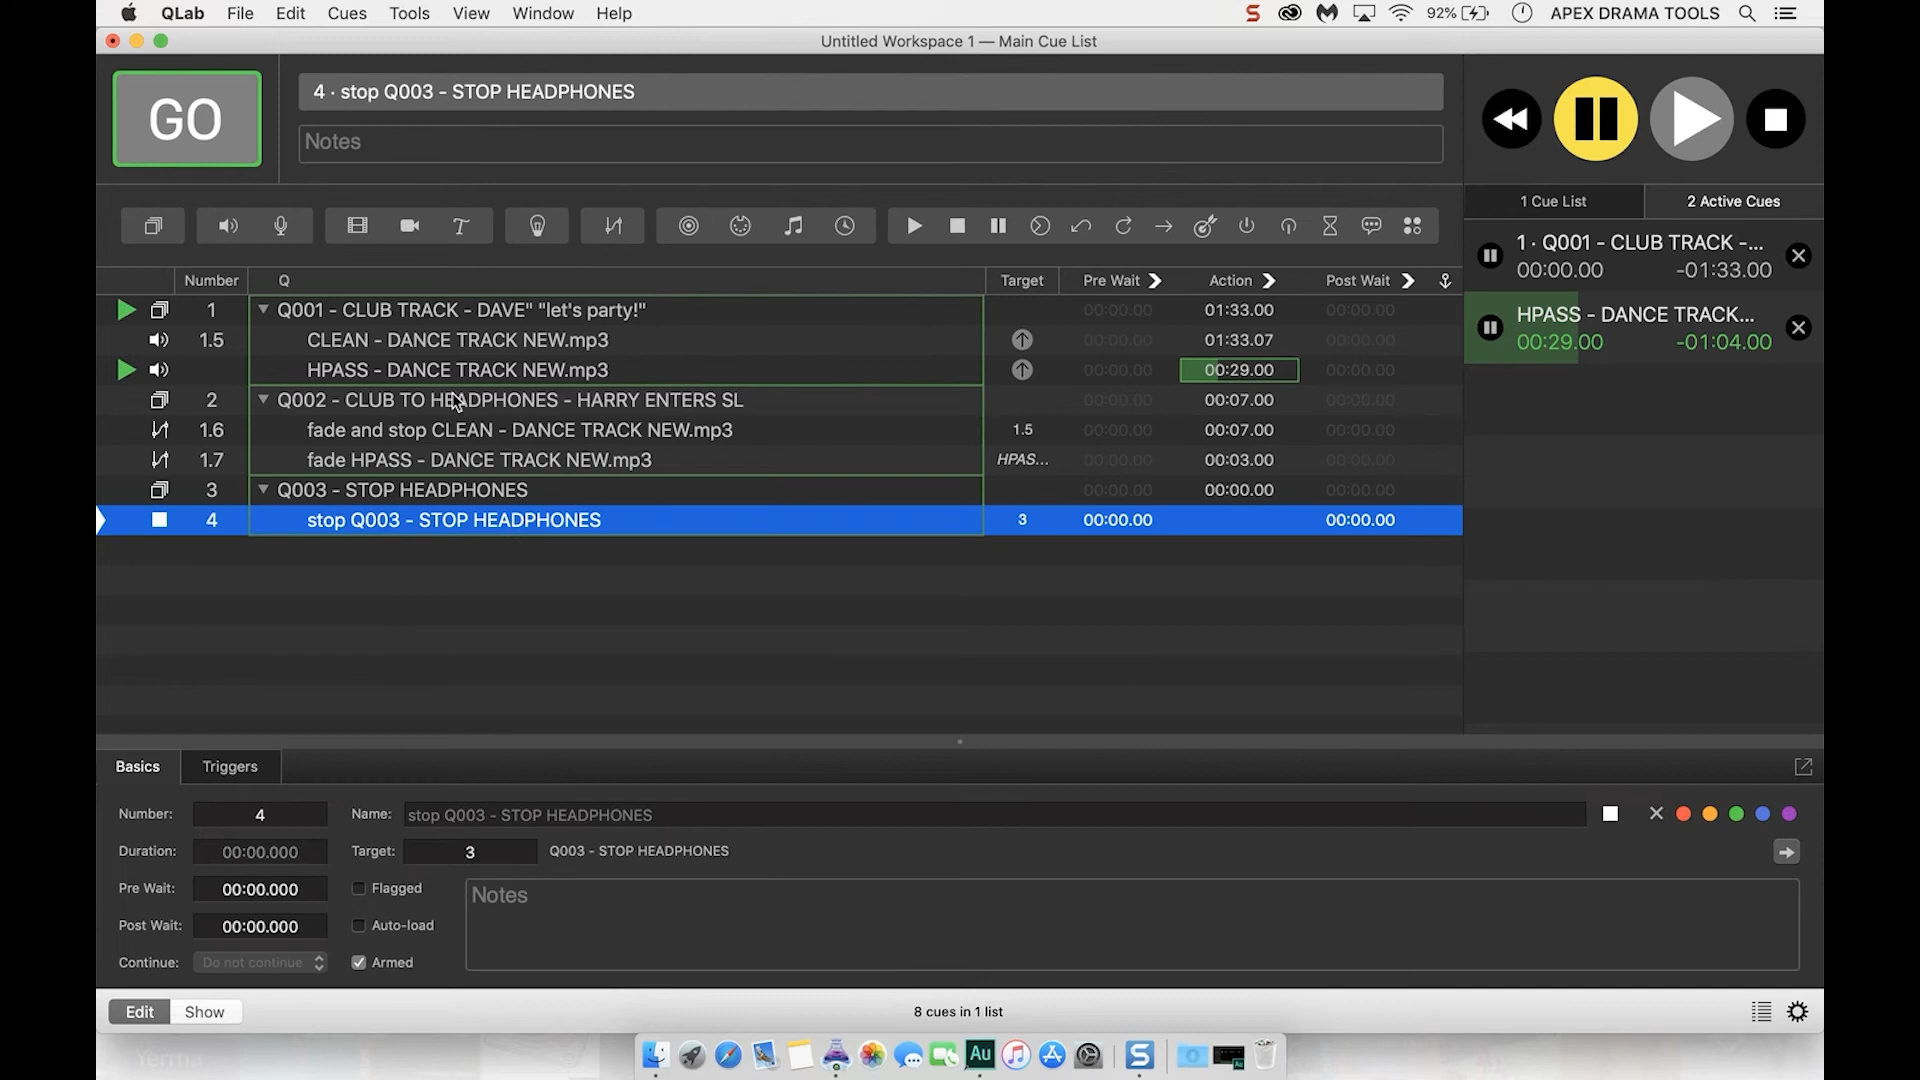 QLab File Edit Cues Tools View Window Help 92% APEX DRAMA TOOLS
Untitled Workspace 1 — Main Cue List
GO
4 · stop Q003 - STOP HEADPHONES
Notes
1 Cue List 2 Active Cues
1 · Q001 - CLUB TRACK -...
00:00.00 -01:33.00
HPASS - DANCE TRACK...
00:29.00 -01:04.00
Number Q Target Pre Wait Action Post Wait
1 Q001 - CLUB TRACK - DAVE" "let's party!" 00:00.00 01:33.00 00:00.00
1.5 CLEAN - DANCE TRACK NEW.mp3 00:00.00 01:33.07 00:00.00
HPASS - DANCE TRACK NEW.mp3 00:00.00 00:29.00 00:00.00
2 Q002 - CLUB TO HEADPHONES - HARRY ENTERS SL 00:00.00 00:07.00 00:00.00
1.6 fade and stop CLEAN - DANCE TRACK NEW.mp3 1.5 00:00.00 00:07.00 00:00.00
1.7 fade HPASS - DANCE TRACK NEW.mp3 HPAS... 00:00.00 00:03.00 00:00.00
3 Q003 - STOP HEADPHONES 00:00.00 00:00.00 00:00.00
4 stop Q003 - STOP HEADPHONES 3 00:00.00 00:00.00
Basics Triggers
Number: 4 Name: stop Q003 - STOP HEADPHONES
Duration: 00:00.000 Target: 3 Q003 - STOP HEADPHONES
Pre Wait: 00:00.000 Flagged Notes
Post Wait: 00:00.000 Auto-load
Continue: Do not continue Armed
Edit Show 8 cues in 1 list
Yerma
Au